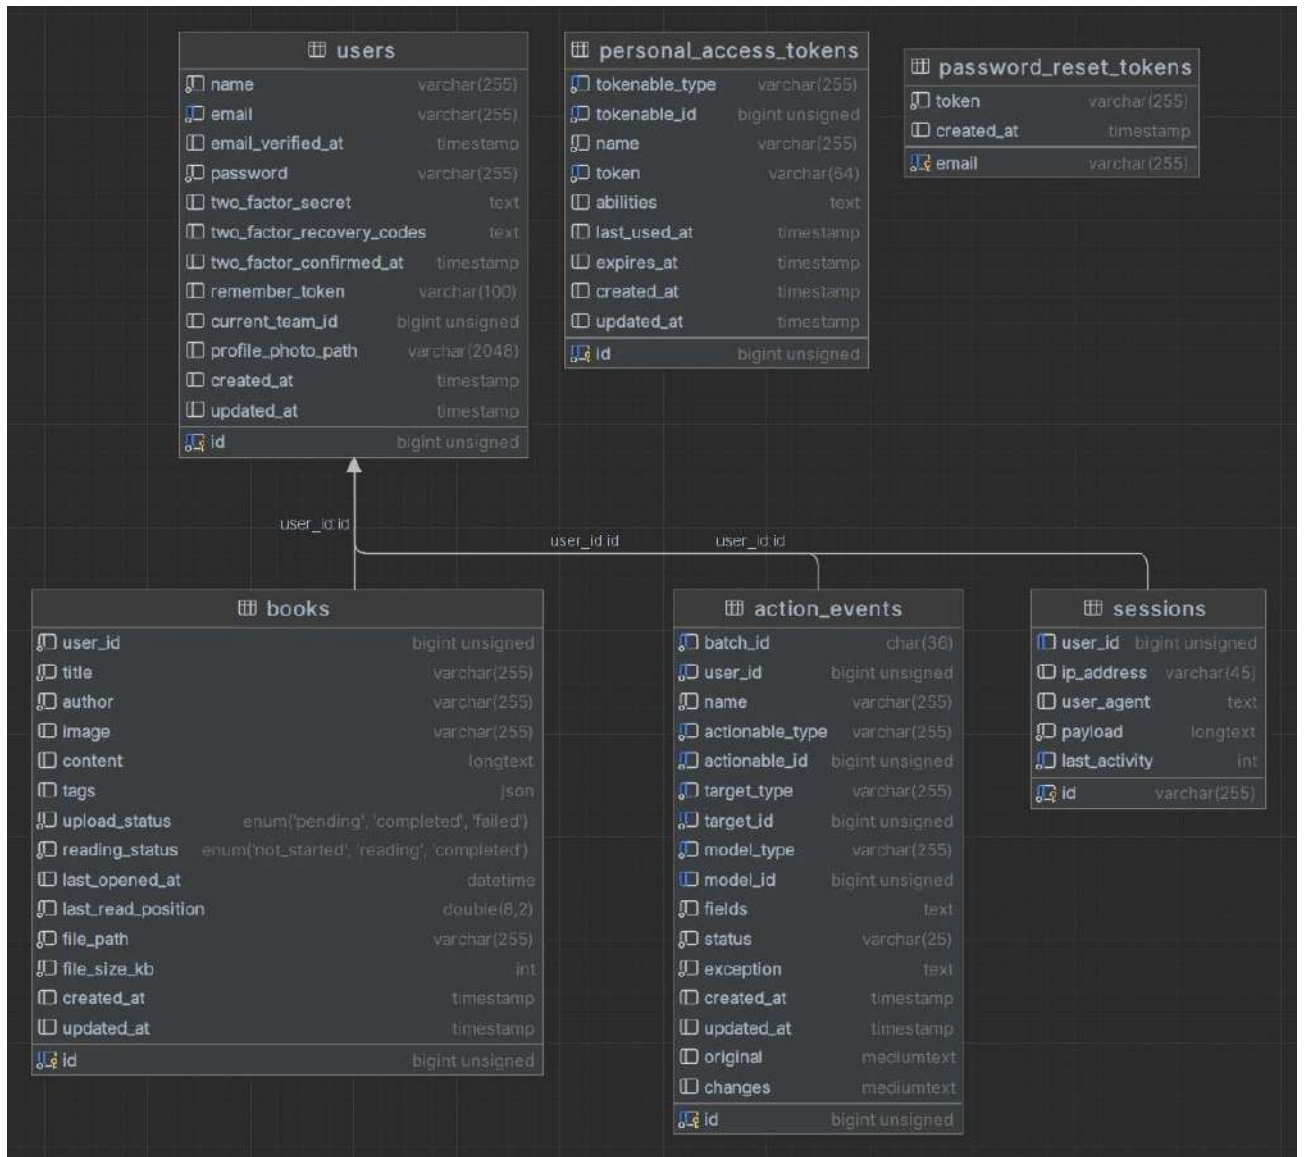 users
name varchar(255)
email varchar(255)
email_verified_at timestamp
password varchar(255)
two_factor_secret text
two_factor_recovery_codes text
two_factor_confirmed_at timestamp
remember_token varchar(100)
current_team_id bigint unsigned
profile_photo_path varchar(2048)
created_at timestamp
updated_at timestamp
id bigint unsigned
personal_access_tokens
tokenable_type varchar(255)
tokenable_id bigint unsigned
name varchar(255)
token varchar(64)
abilities text
last_used_at timestamp
expires_at timestamp
created_at timestamp
updated_at timestamp
id bigint unsigned
password_reset_tokens
token varchar(255)
created_at timestamp
email varchar(255)
user_id:id
user_id:id
user_id:id
books
user_id bigint unsigned
title varchar(255)
author varchar(255)
image varchar(255)
content longtext
tags json
upload_status enum('pending', 'completed', 'failed')
reading_status enum('not_started', 'reading', 'completed')
last_opened_at datetime
last_read_position double(8,2)
file_path varchar(255)
file_size_kb int
created_at timestamp
updated_at timestamp
id bigint unsigned
action_events
batch_id char(36)
user_id bigint unsigned
name varchar(255)
actionable_type varchar(255)
actionable_id bigint unsigned
target_type varchar(255)
target_id bigint unsigned
model_type varchar(255)
model_id bigint unsigned
fields text
status varchar(25)
exception text
created_at timestamp
updated_at timestamp
original mediumtext
changes mediumtext
id bigint unsigned
sessions
user_id bigint unsigned
ip_address varchar(45)
user_agent text
payload longtext
last_activity int
id varchar(255)